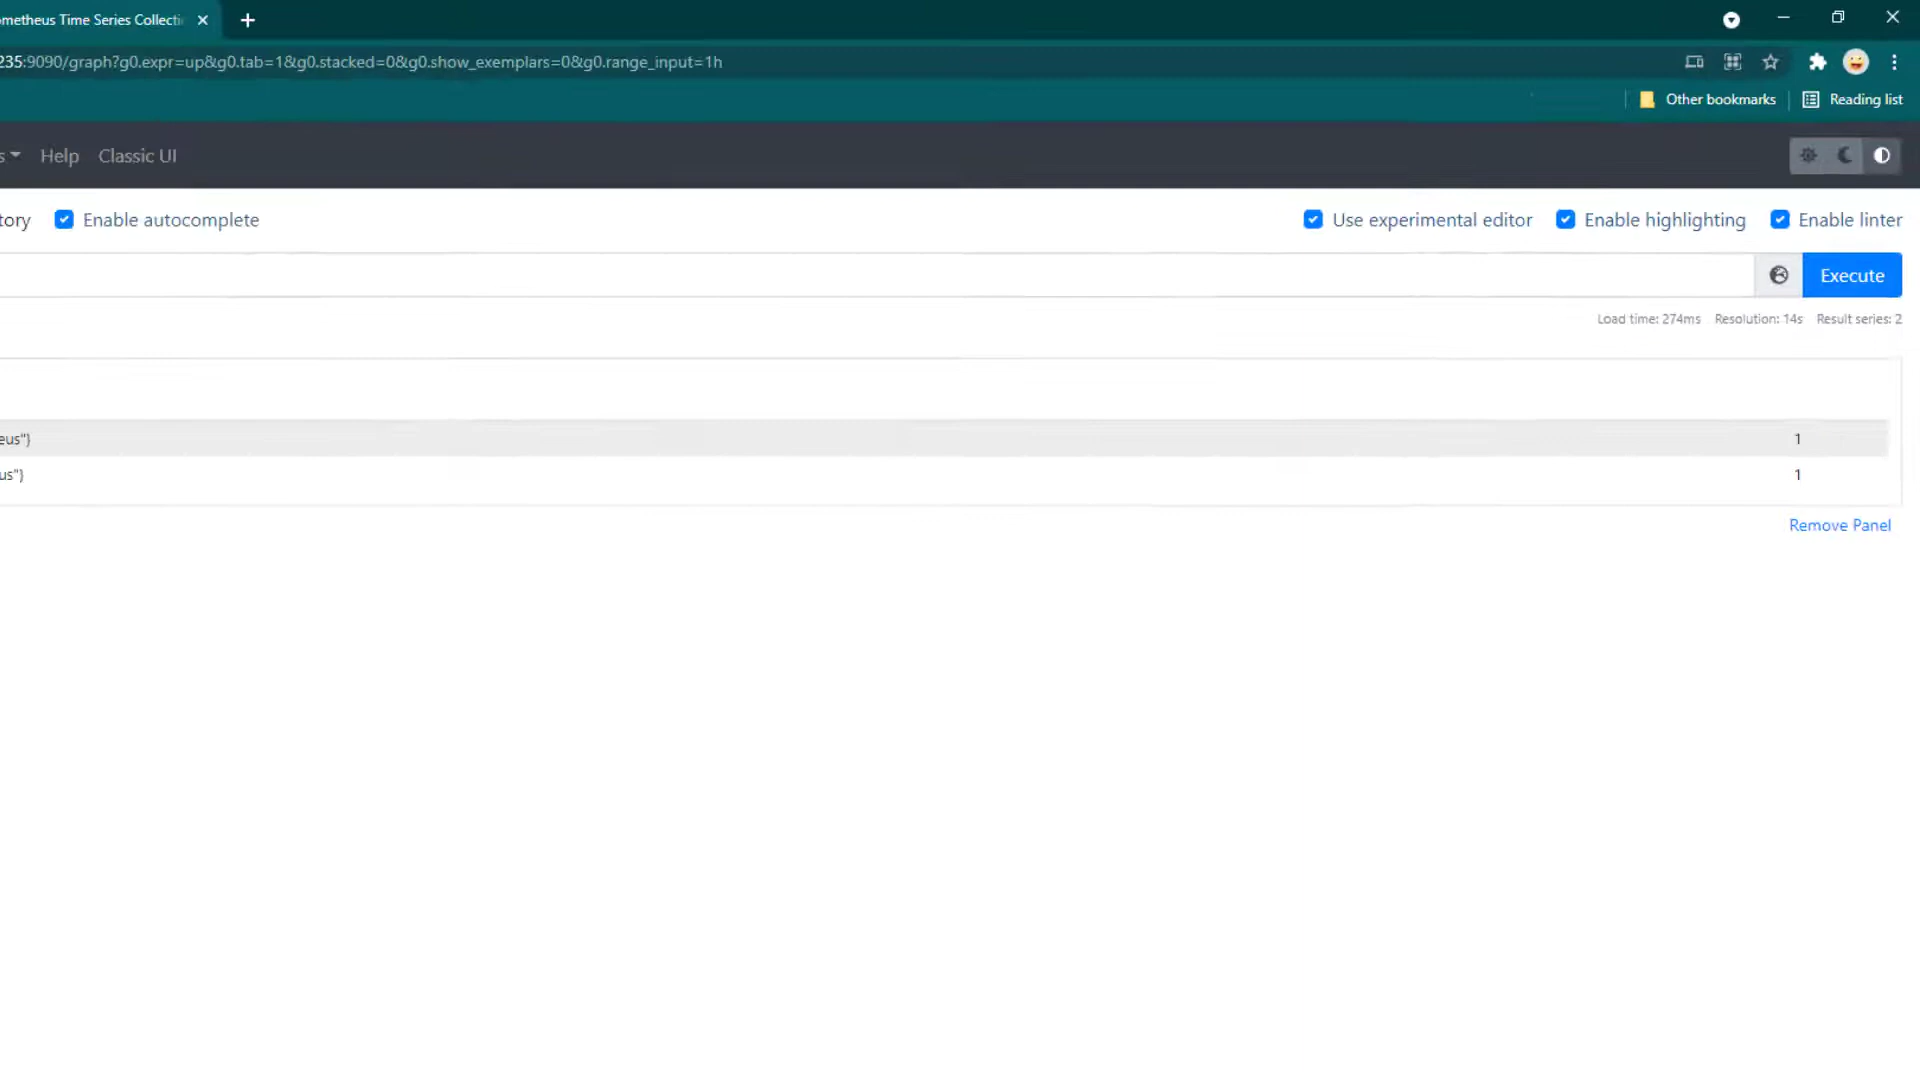 ometheus Time Series Collecti
235:9090/graph?g0.expr=up&g0.tab=1&g0.stacked=0&g0.show_exemplars=0&g0.range_input=1h
Other bookmarks
Reading list
s Help Classic UI
tory Enable autocomplete Use experimental editor Enable highlighting Enable linter
Execute
Load time: 274ms Resolution: 14s Result series: 2
eus"} 1
us"} 1
Remove Panel